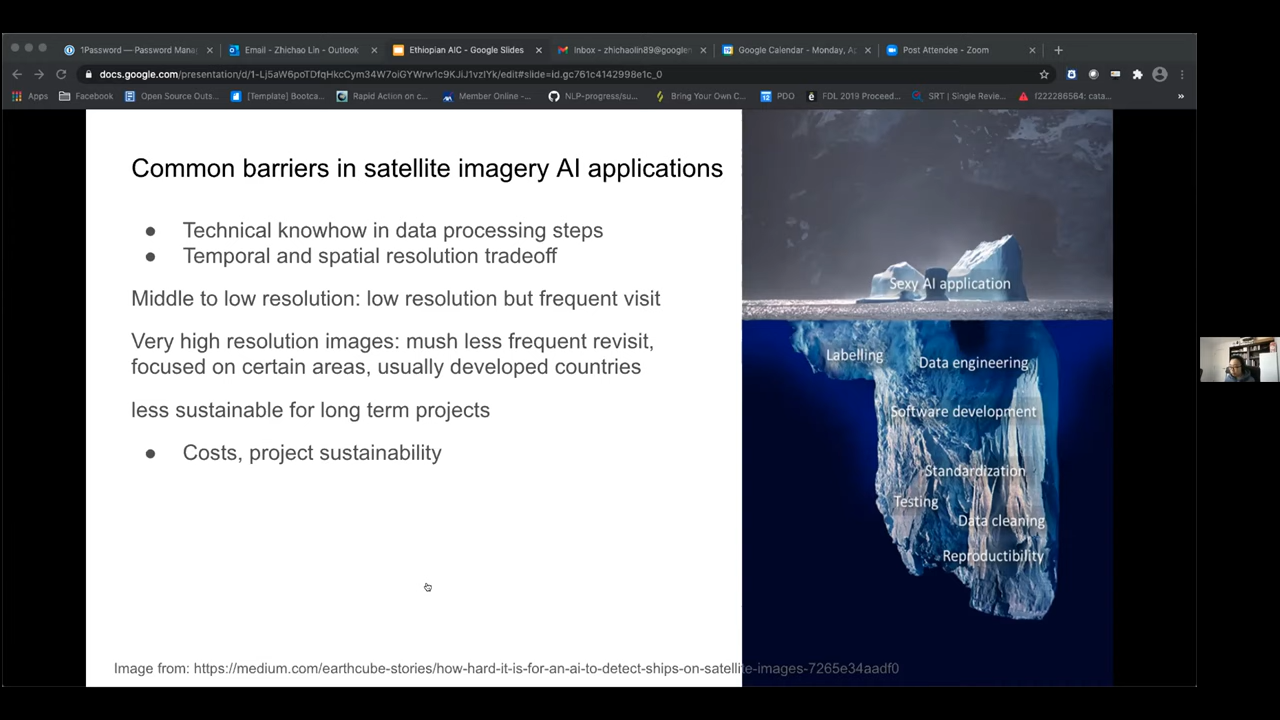 1Password — Password Mana
Email - Zhichao Lin - Outlook
Ethiopian AIC - Google Slides
Inbox - zhichaolin89@googlem
Google Calendar - Monday, A
Post Attendee - Zoom
docs.google.com/presentation/d/1-Lj5aW6poTDfqHkcCym34W7oiGYWrw1c9KJiJ1vzIYk/edit#slide=id.gc761c4142998e1c_0
Apps
Facebook
Open Source Outs...
[Template] Bootca...
Rapid Action on c...
Member Online -...
NLP-progress/su...
Bring Your Own C...
PDO
FDL 2019 Proceed...
SRT | Single Revie...
f222286564: cata...
»
Common barriers in satellite imagery AI applications
● Technical knowhow in data processing steps
● Temporal and spatial resolution tradeoff
Middle to low resolution: low resolution but frequent visit
Very high resolution images: mush less frequent revisit,
focused on certain areas, usually developed countries
less sustainable for long term projects
● Costs, project sustainability
Sexy AI application
Labelling
Data engineering
Software development
Standardization
Testing
Data cleaning
Reproductibility
Image from: https://medium.com/earthcube-stories/how-hard-it-is-for-an-ai-to-detect-ships-on-satellite-images-7265e34aadf0